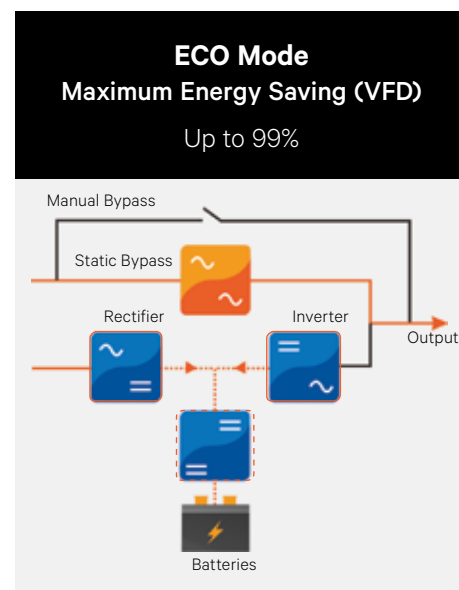 ECO Mode
Maximum Energy Saving (VFD)
Up to 99%
Manual Bypass
Static Bypass
Rectifier
Inverter
Output
Batteries